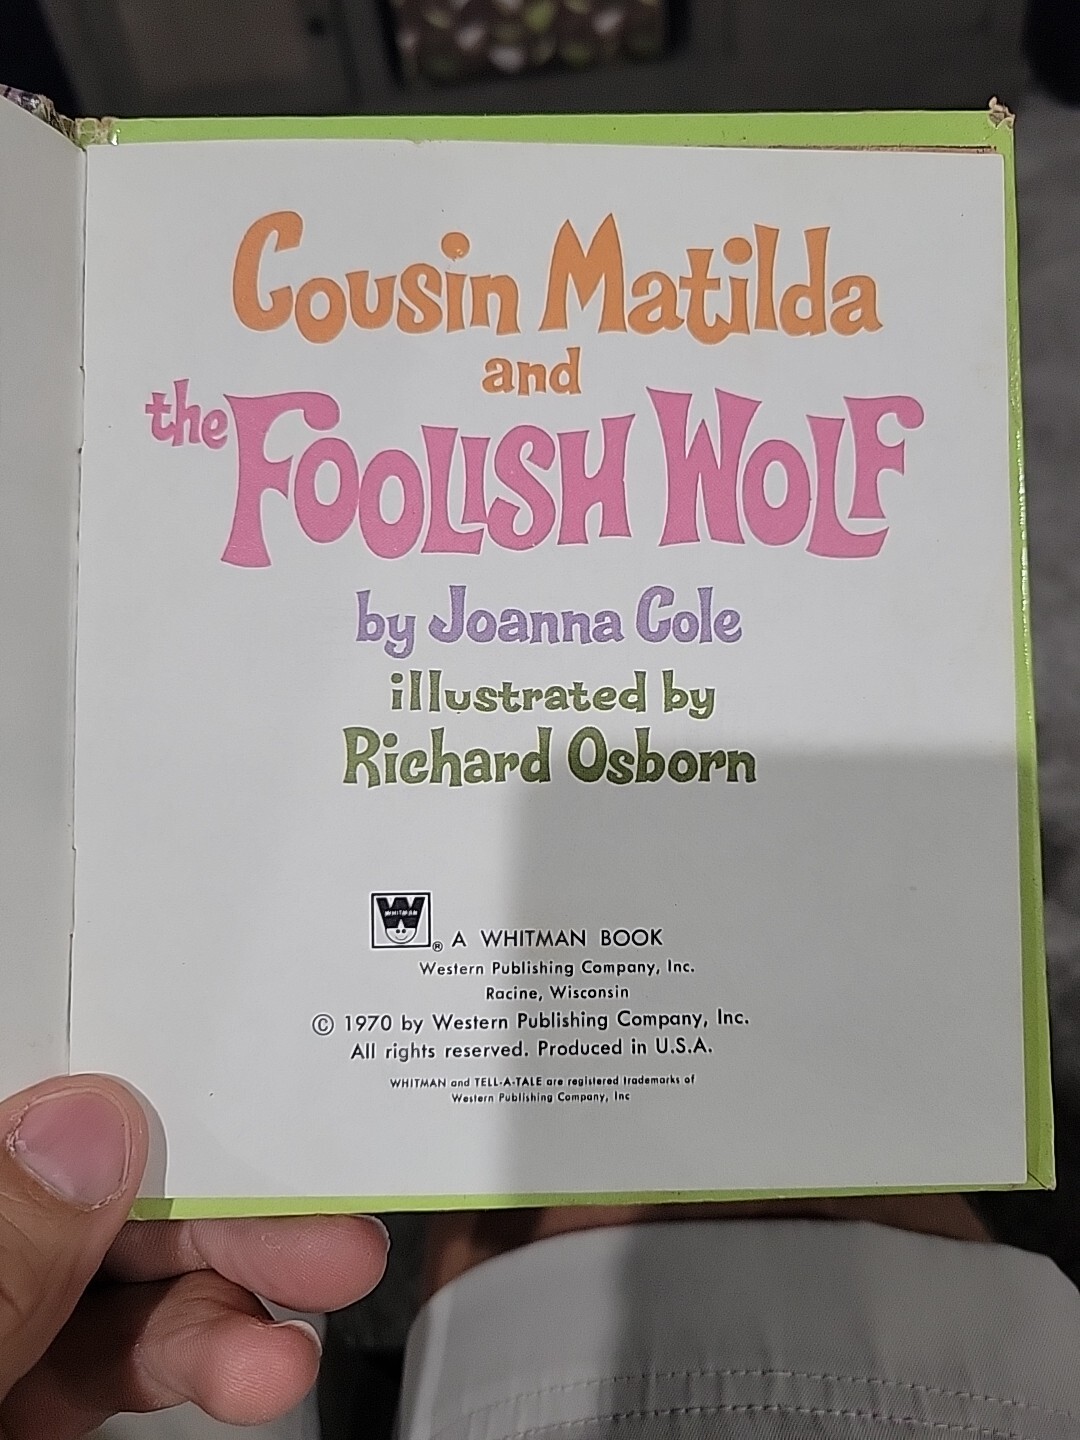 Cousin Matilda
and
the FOOLISH WOLF
by Joanna Cole
illustrated by
Richard Osborn
WHITMAN
® A WHITMAN BOOK
Western Publishing Company, Inc.
Racine, Wisconsin
© 1970 by Western Publishing Company, Inc.
All rights reserved. Produced in U.S.A.
WHITMAN and TELL-A-TALE are registered trademarks of
Western Publishing Company, Inc